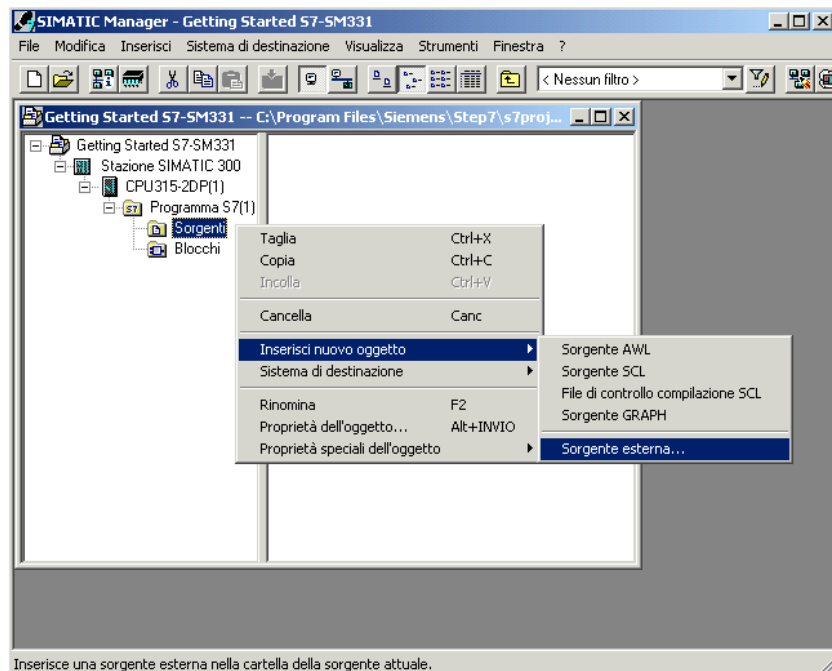 SIMATIC Manager - Getting Started S7-SM331
File Modifica Inserisci Sistema di destinazione Visualizza Strumenti Finestra ?
< Nessun filtro >
Getting Started S7-SM331 -- C:\Program Files\Siemens\Step7\s7proj...
Getting Started S7-SM331
Stazione SIMATIC 300
CPU315-2DP(1)
Programma S7(1)
Sorgenti
Blocchi
Taglia Ctrl+X
Copia Ctrl+C
Incolla Ctrl+V
Cancella Canc
Inserisci nuovo oggetto
Sistema di destinazione
Rinomina F2
Proprietà dell'oggetto... Alt+INVIO
Proprietà speciali dell'oggetto
Sorgente AWL
Sorgente SCL
File di controllo compilazione SCL
Sorgente GRAPH
Sorgente esterna...
Inserisce una sorgente esterna nella cartella della sorgente attuale.